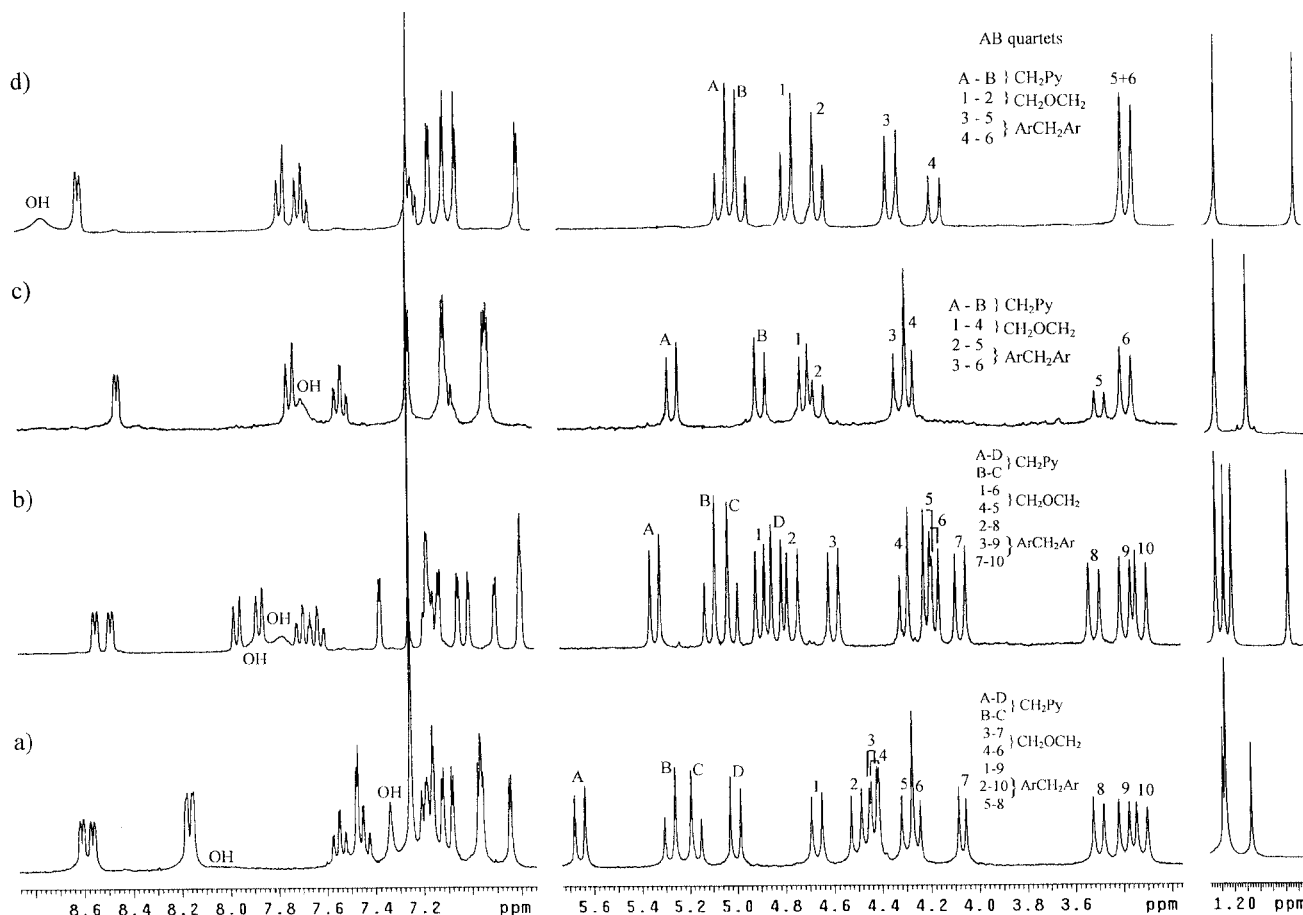 AB quartets
d)
A - B } CH₂Py
1 - 2 } CH₂OCH₂
3 - 5
4 - 6 } ArCH₂Ar
A B 1 2 3 4 5+6
OH
c)
A - B } CH₂Py
1 - 4 } CH₂OCH₂
2 - 5
3 - 6 } ArCH₂Ar
OH A B 1 2 3 4 5 6
b)
A-D
B-C } CH₂Py
1-6
4-5 } CH₂OCH₂
2-8
3-9 } ArCH₂Ar
7-10
A B C 1 D 2 3 4 5 6 7 8 9 10
OH OH
a)
A-D
B-C } CH₂Py
3-7
4-6 } CH₂OCH₂
1-9
2-10 } ArCH₂Ar
5-8
A B C D 1 2 3 4 5 6 7 8 9 10
OH OH
8.6 8.4 8.2 8.0 7.8 7.6 7.4 7.2 ppm 5.6 5.4 5.2 5.0 4.8 4.6 4.4 4.2 4.0 3.8 3.6 ppm 1.20 ppm